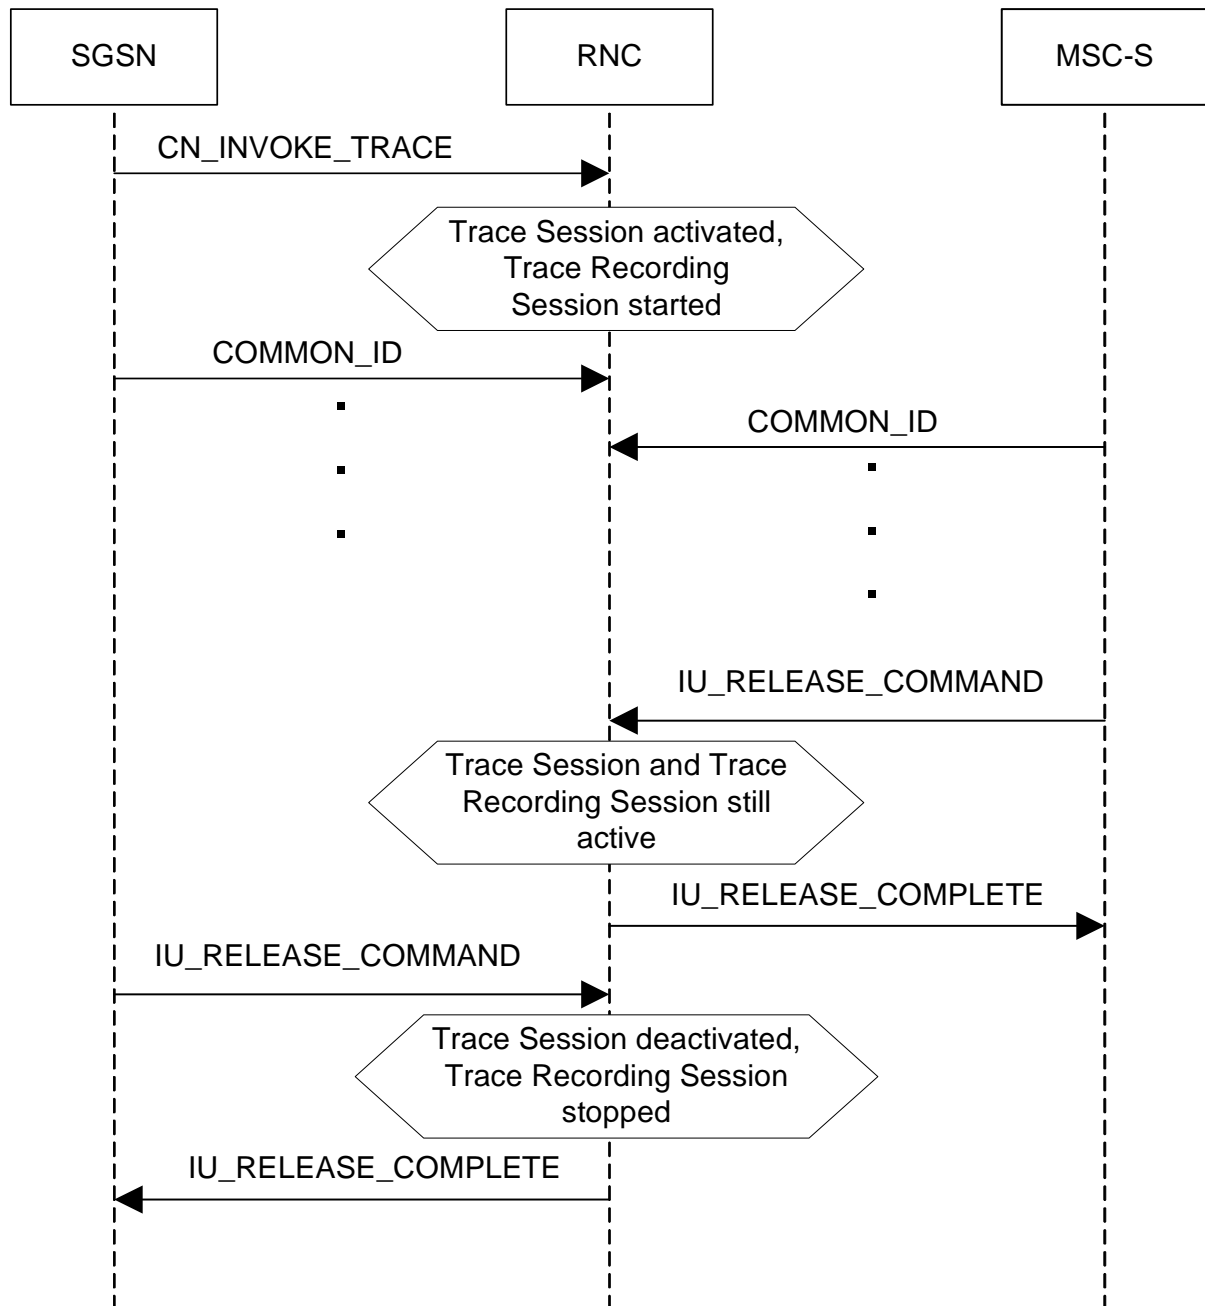 SGSN
RNC
MSC-S
CN_INVOKE_TRACE
Trace Session activated,
Trace Recording
Session started
COMMON_ID
COMMON_ID
IU_RELEASE_COMMAND
Trace Session and Trace
Recording Session still
active
IU_RELEASE_COMPLETE
IU_RELEASE_COMMAND
Trace Session deactivated,
Trace Recording Session
stopped
IU_RELEASE_COMPLETE